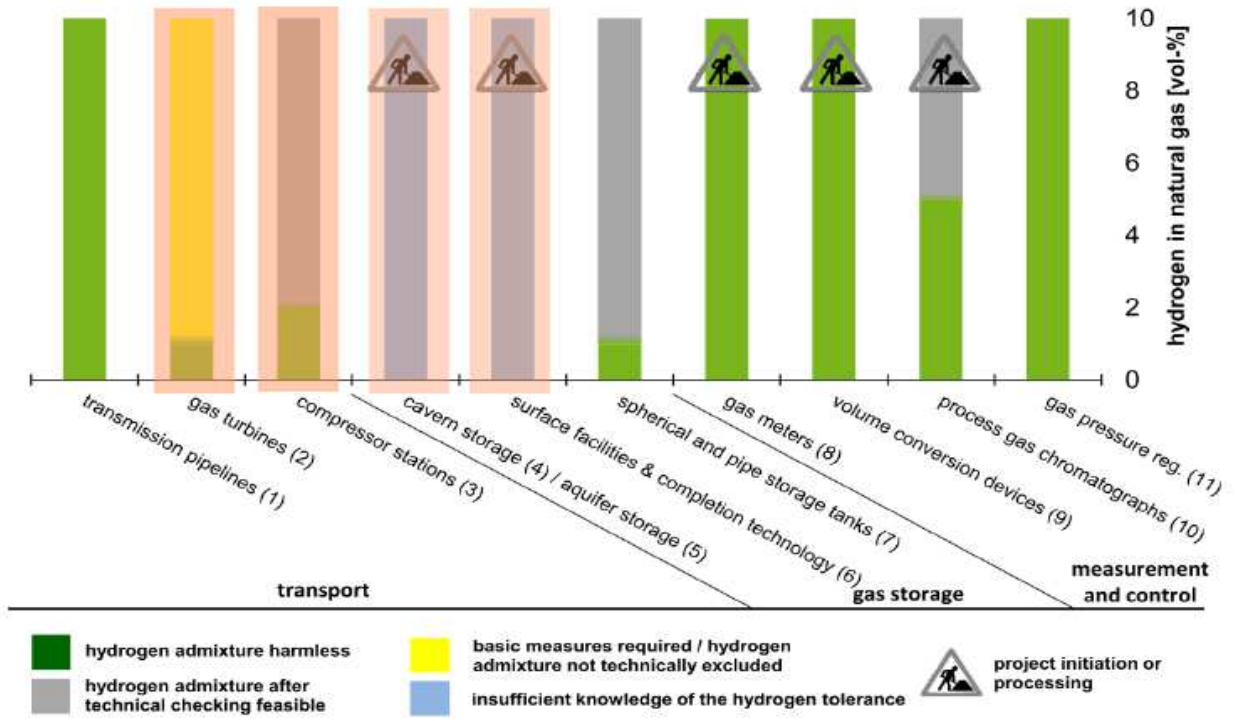 10
8
6
4
2
0
hydrogen in natural gas [vol-%]
transmission pipelines (1)
gas turbines (2)
compressor stations (3)
cavern storage (4) / aquifer storage (5)
surface facilities & completion technology (6)
spherical and pipe storage tanks (7)
gas meters (8)
volume conversion devices (9)
process gas chromatographs (10)
gas pressure reg. (11)
transport
gas storage
measurement
and control
hydrogen admixture harmless
hydrogen admixture after
technical checking feasible
basic measures required / hydrogen
admixture not technically excluded
insufficient knowledge of the hydrogen tolerance
project initiation or
processing